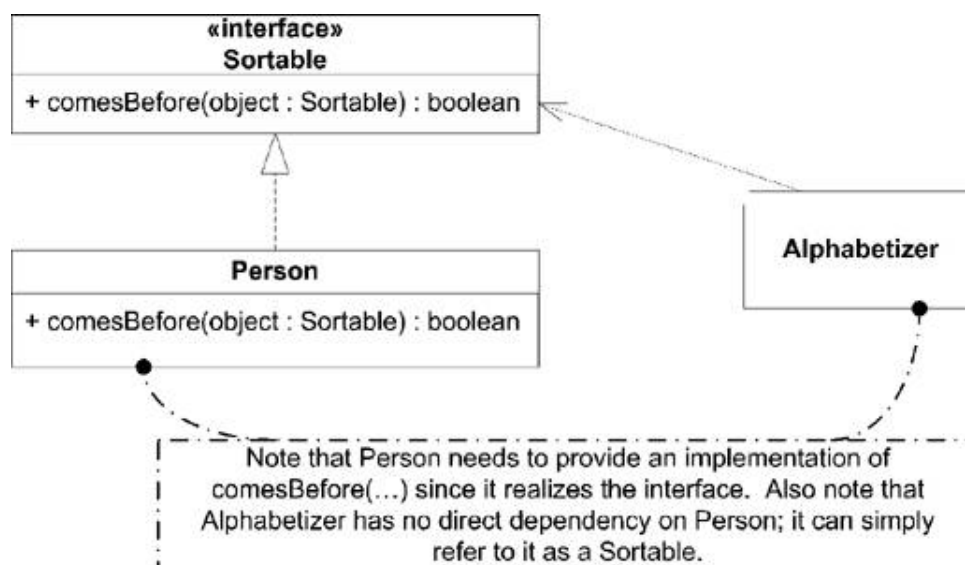 «interface»
Sortable
+ comesBefore(object : Sortable) : boolean
Person
+ comesBefore(object : Sortable) : boolean
Alphabetizer
Note that Person needs to provide an implementation of
comesBefore(...) since it realizes the interface. Also note that
Alphabetizer has no direct dependency on Person; it can simply
refer to it as a Sortable.